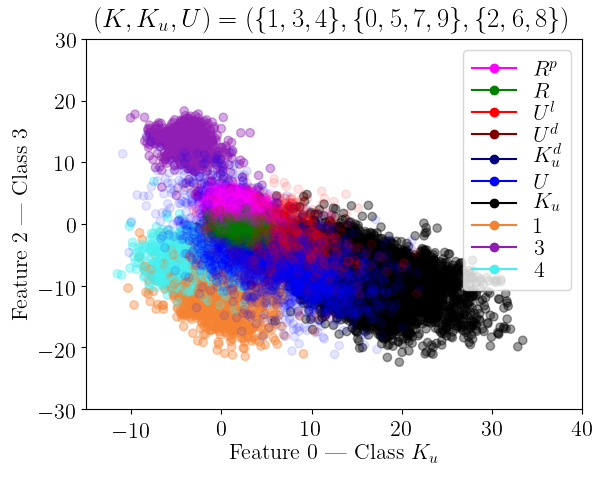 (K, K_u, U) = ({1, 3, 4}, {0, 5, 7, 9}, {2, 6, 8})
30
20
10
0
−10
−20
−30
Feature 2 — Class 3
R^p
R
U^l
U^d
K_u^d
U
K_u
1
3
4
−10
0
10
20
30
40
Feature 0 — Class K_u